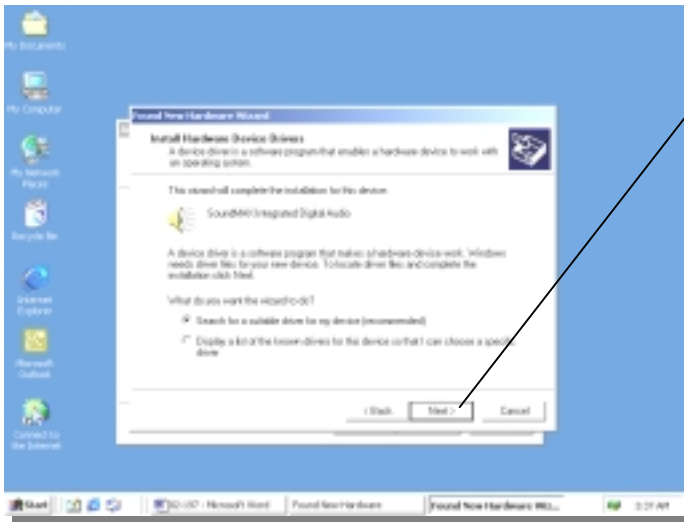 My Documents
My Computer
My Network
Places
Recycle Bin
Internet
Explorer
Microsoft
Outlook
Connect to
the Internet
Found New Hardware Wizard
Install Hardware Device Drivers
A device driver is a software program that enables a hardware device to work with
an operating system.
This wizard will complete the installation for this device:
SoundMAX Integrated Digital Audio
A device driver is a software program that makes a hardware device work. Windows
needs driver files for your new device. To locate driver files and complete the
installation click Next.
What do you want the wizard to do?
Search for a suitable driver for my device (recommended)
Display a list of the known drivers for this device so that I can choose a specific
driver
< Back
Next >
Cancel
Start
- Microsoft Word
Found New Hardware
Found New Hardware Wiz...
AM